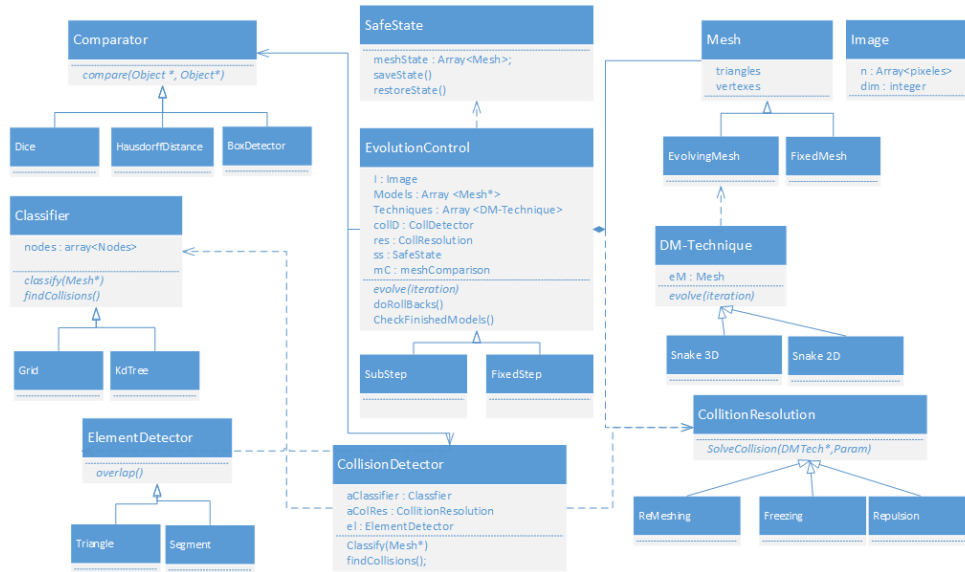 Comparator
compare(Object *, Object*)
Dice
HausdorffDistance
BoxDetector
SafeState
meshState : Array<Mesh>;
saveState()
restoreState()
Mesh
triangles
vertexes
Image
n : Array<pixeles>
dim : integer
EvolvingMesh
FixedMesh
EvolutionControl
I : Image
Models : Array <Mesh*>
Techniques : Array <DM-Technique>
collD : CollDetector
res : CollResolution
ss : SafeState
mC : meshComparison
evolve(iteration)
doRollBacks()
CheckFinishedModels()
SubStep
FixedStep
Classifier
nodes : array<Nodes>
classify(Mesh*)
findCollisions()
Grid
KdTree
DM-Technique
eM : Mesh
evolve(iteration)
Snake 3D
Snake 2D
ElementDetector
overlap()
Triangle
Segment
CollisionDetector
aClassifier : Classfier
aColRes : CollitionResolution
el : ElementDetector
Classify(Mesh*)
findCollisions();
CollitionResolution
SolveCollision(DMTech*,Param)
ReMeshing
Freezing
Repulsion